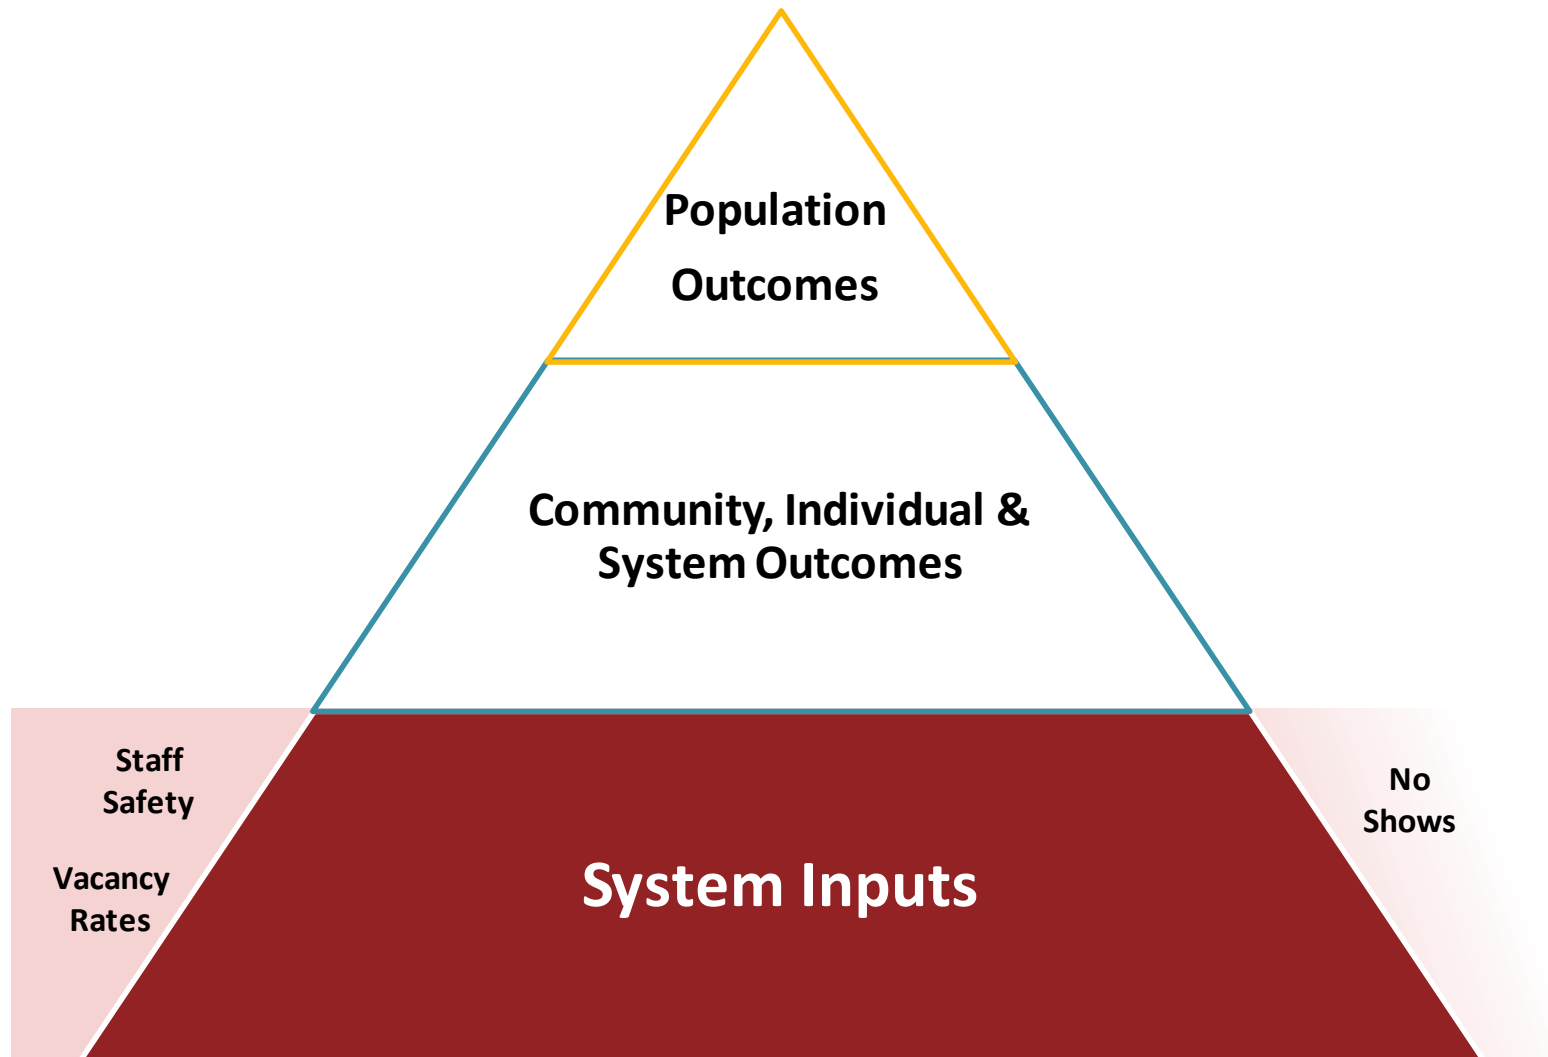 Population
Outcomes
Community, Individual &
System Outcomes
Staff
Safety
Vacancy
Rates
System Inputs
No
Shows